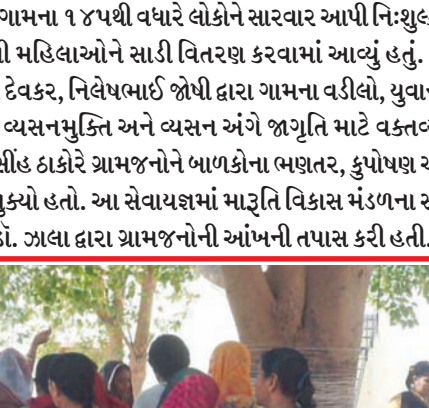 ગામના ૧૪૫થી વધારે લોકોને સારવાર આપી નિઃશુલ
મહિલાઓને સાડી વિતરણ કરવામાં આવ્યું હતું.
દેવકર, નિલેષભાઈ જોષી દ્વારા ગામના વડીલો, યુવા
વ્યસનમુક્તિ અને વ્યસન અંગે જાગૃતિ માટે વક્તવ્
સીંહ ઠાકોરે ગ્રામજનોને બાળકોના ભણતર, કુપોષણ
ુક્યો હતો. આ સેવાયજ્ઞમાં મારૂતિ વિકાસ મંડળના
ડૉ. ઝાલા દ્વારા ગ્રામજનોની આંખની તપાસ કરી હતી.